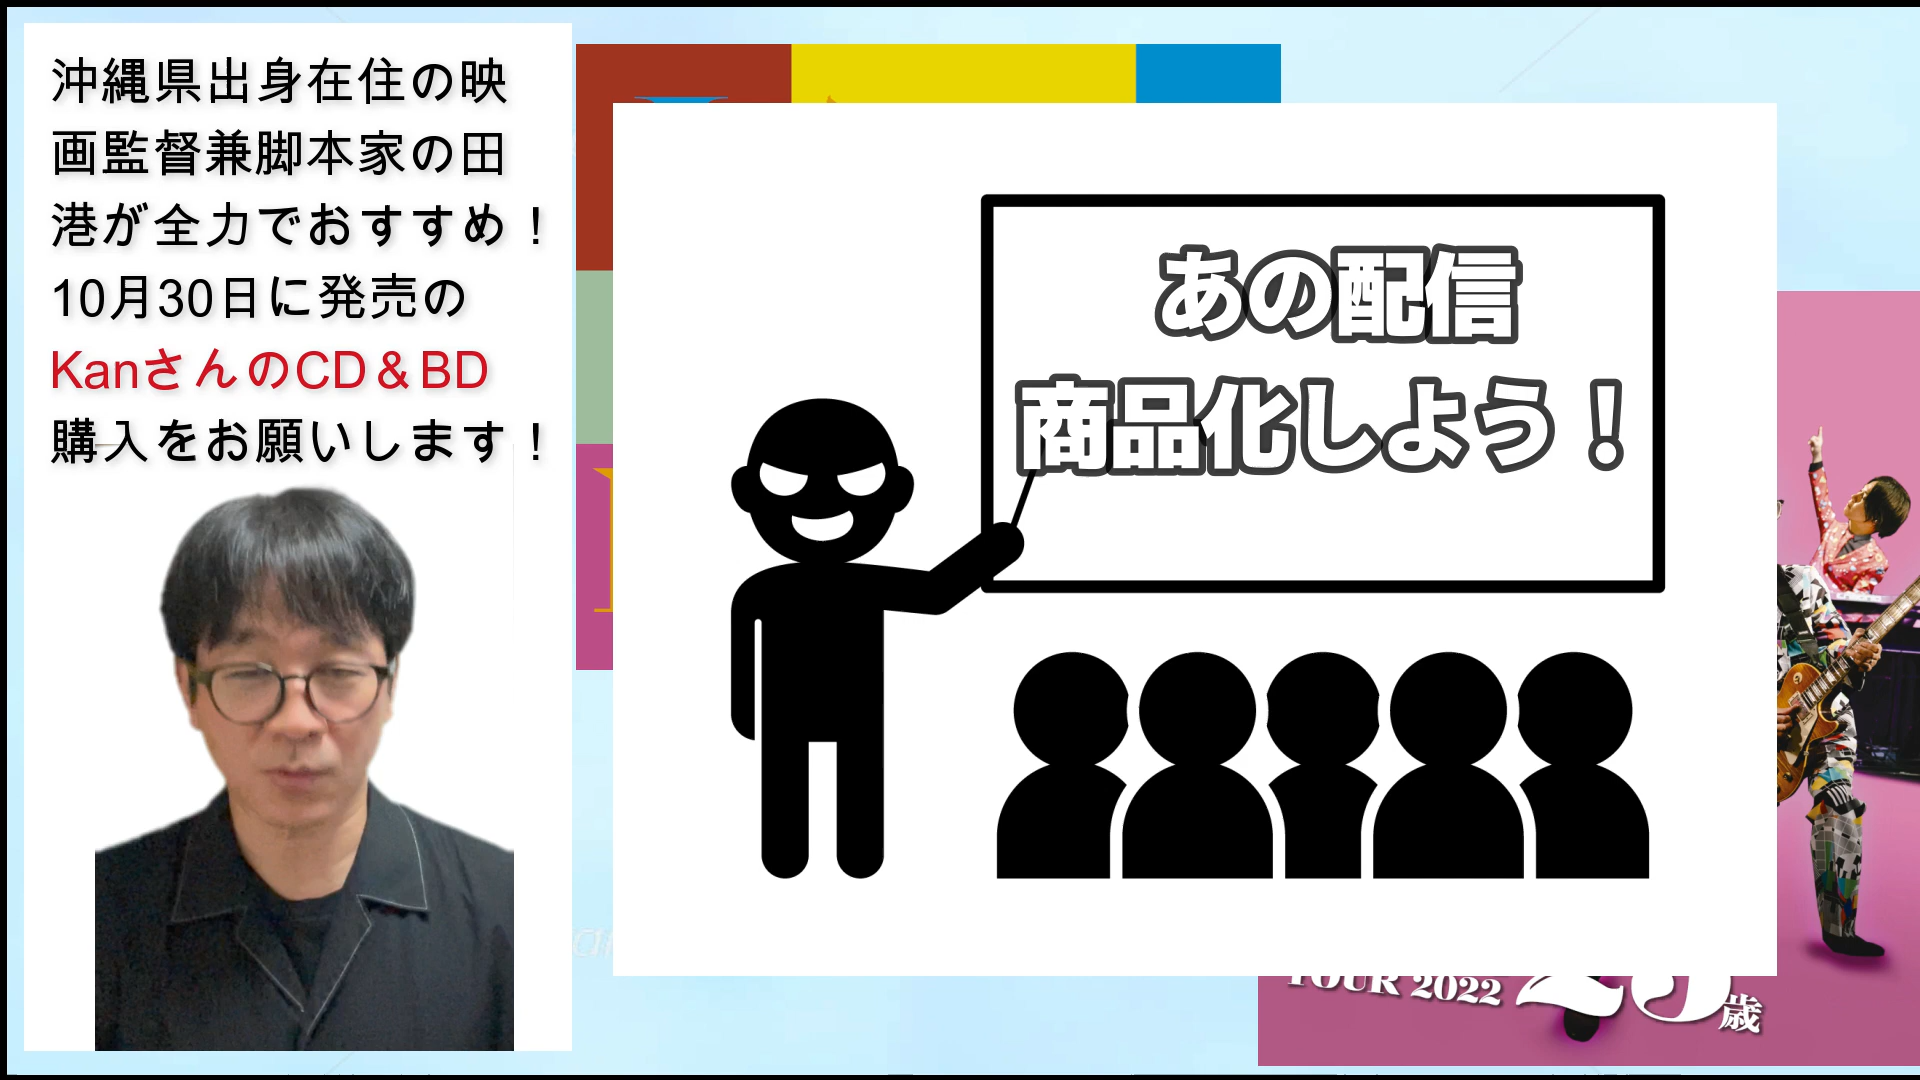 沖縄県出身在住の映
画監督兼脚本家の田
港が全力でおすすめ！
10月30日に発売の
KanさんのCD＆BD
購入をお願いします！
あの配信
商品化しよう！
TOUR 2022
歳